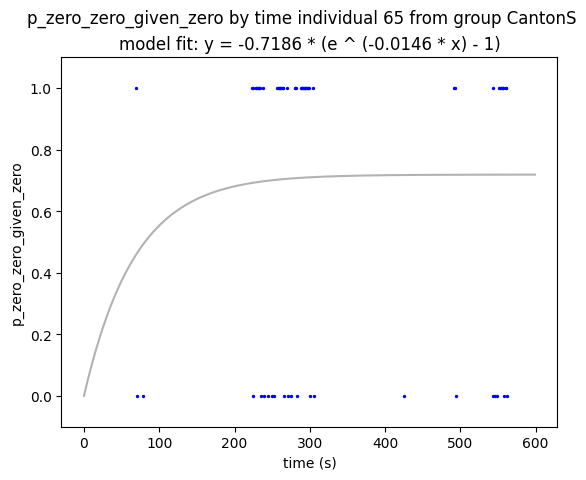 p_zero_zero_given_zero by time individual 65 from group CantonS
model fit: y = -0.7186 * (e ^ (-0.0146 * x) - 1)
1.0
0.8
0.6
0.4
0.2
0.0
p_zero_zero_given_zero
0 100 200 300 400 500 600
time (s)